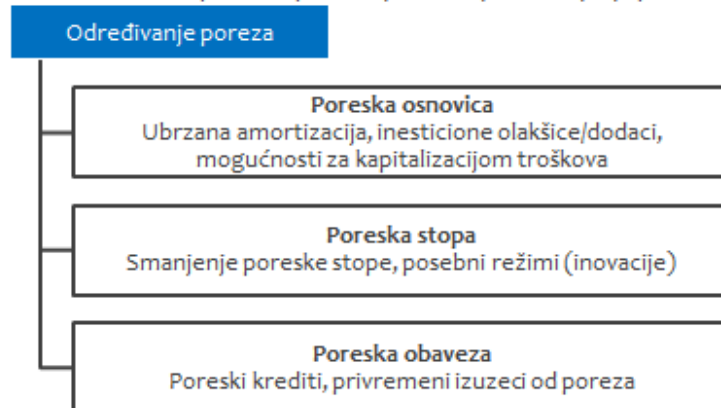 Određivanje poreza
Poreska osnovica
Ubrzana amortizacija, inesticione olakšice/dodaci,
mogućnosti za kapitalizacijom troškova
Poreska stopa
Smanjenje poreske stope, posebni režimi (inovacije)
Poreska obaveza
Poreski krediti, privremeni izuzeci od poreza